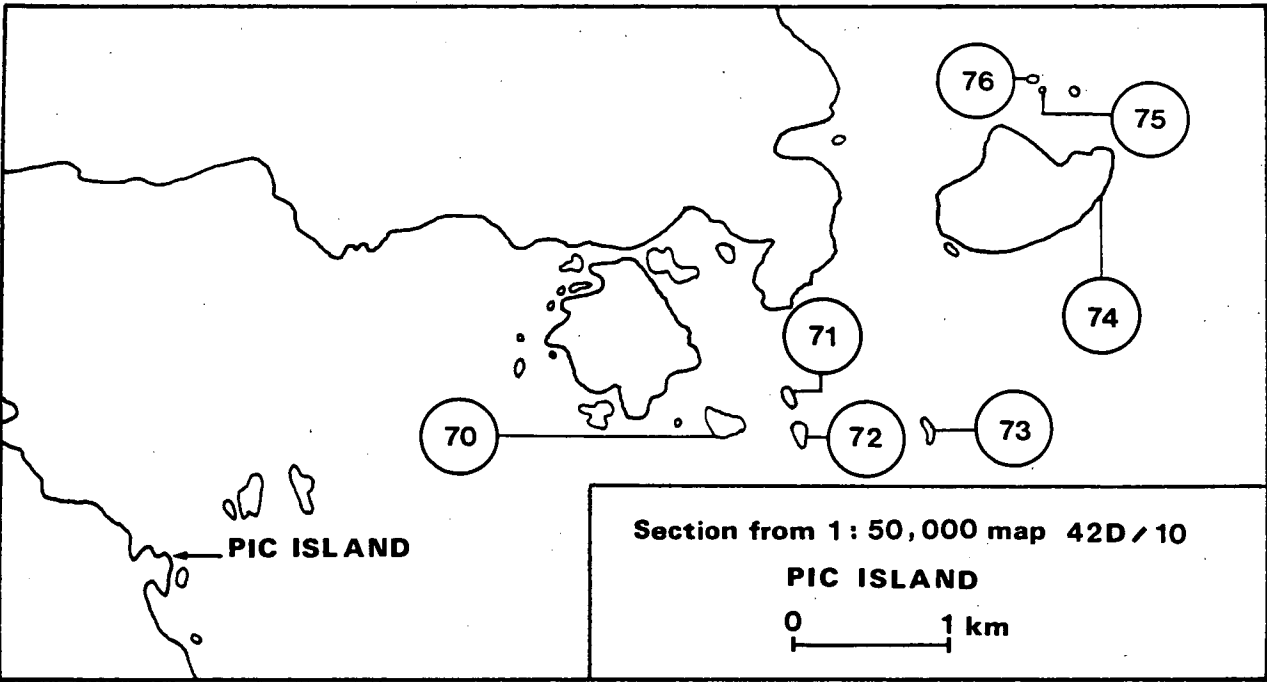 76
75
74
71
70
72
73
PIC ISLAND
Section from 1:50,000 map 42D/10
PIC ISLAND
0 1 km